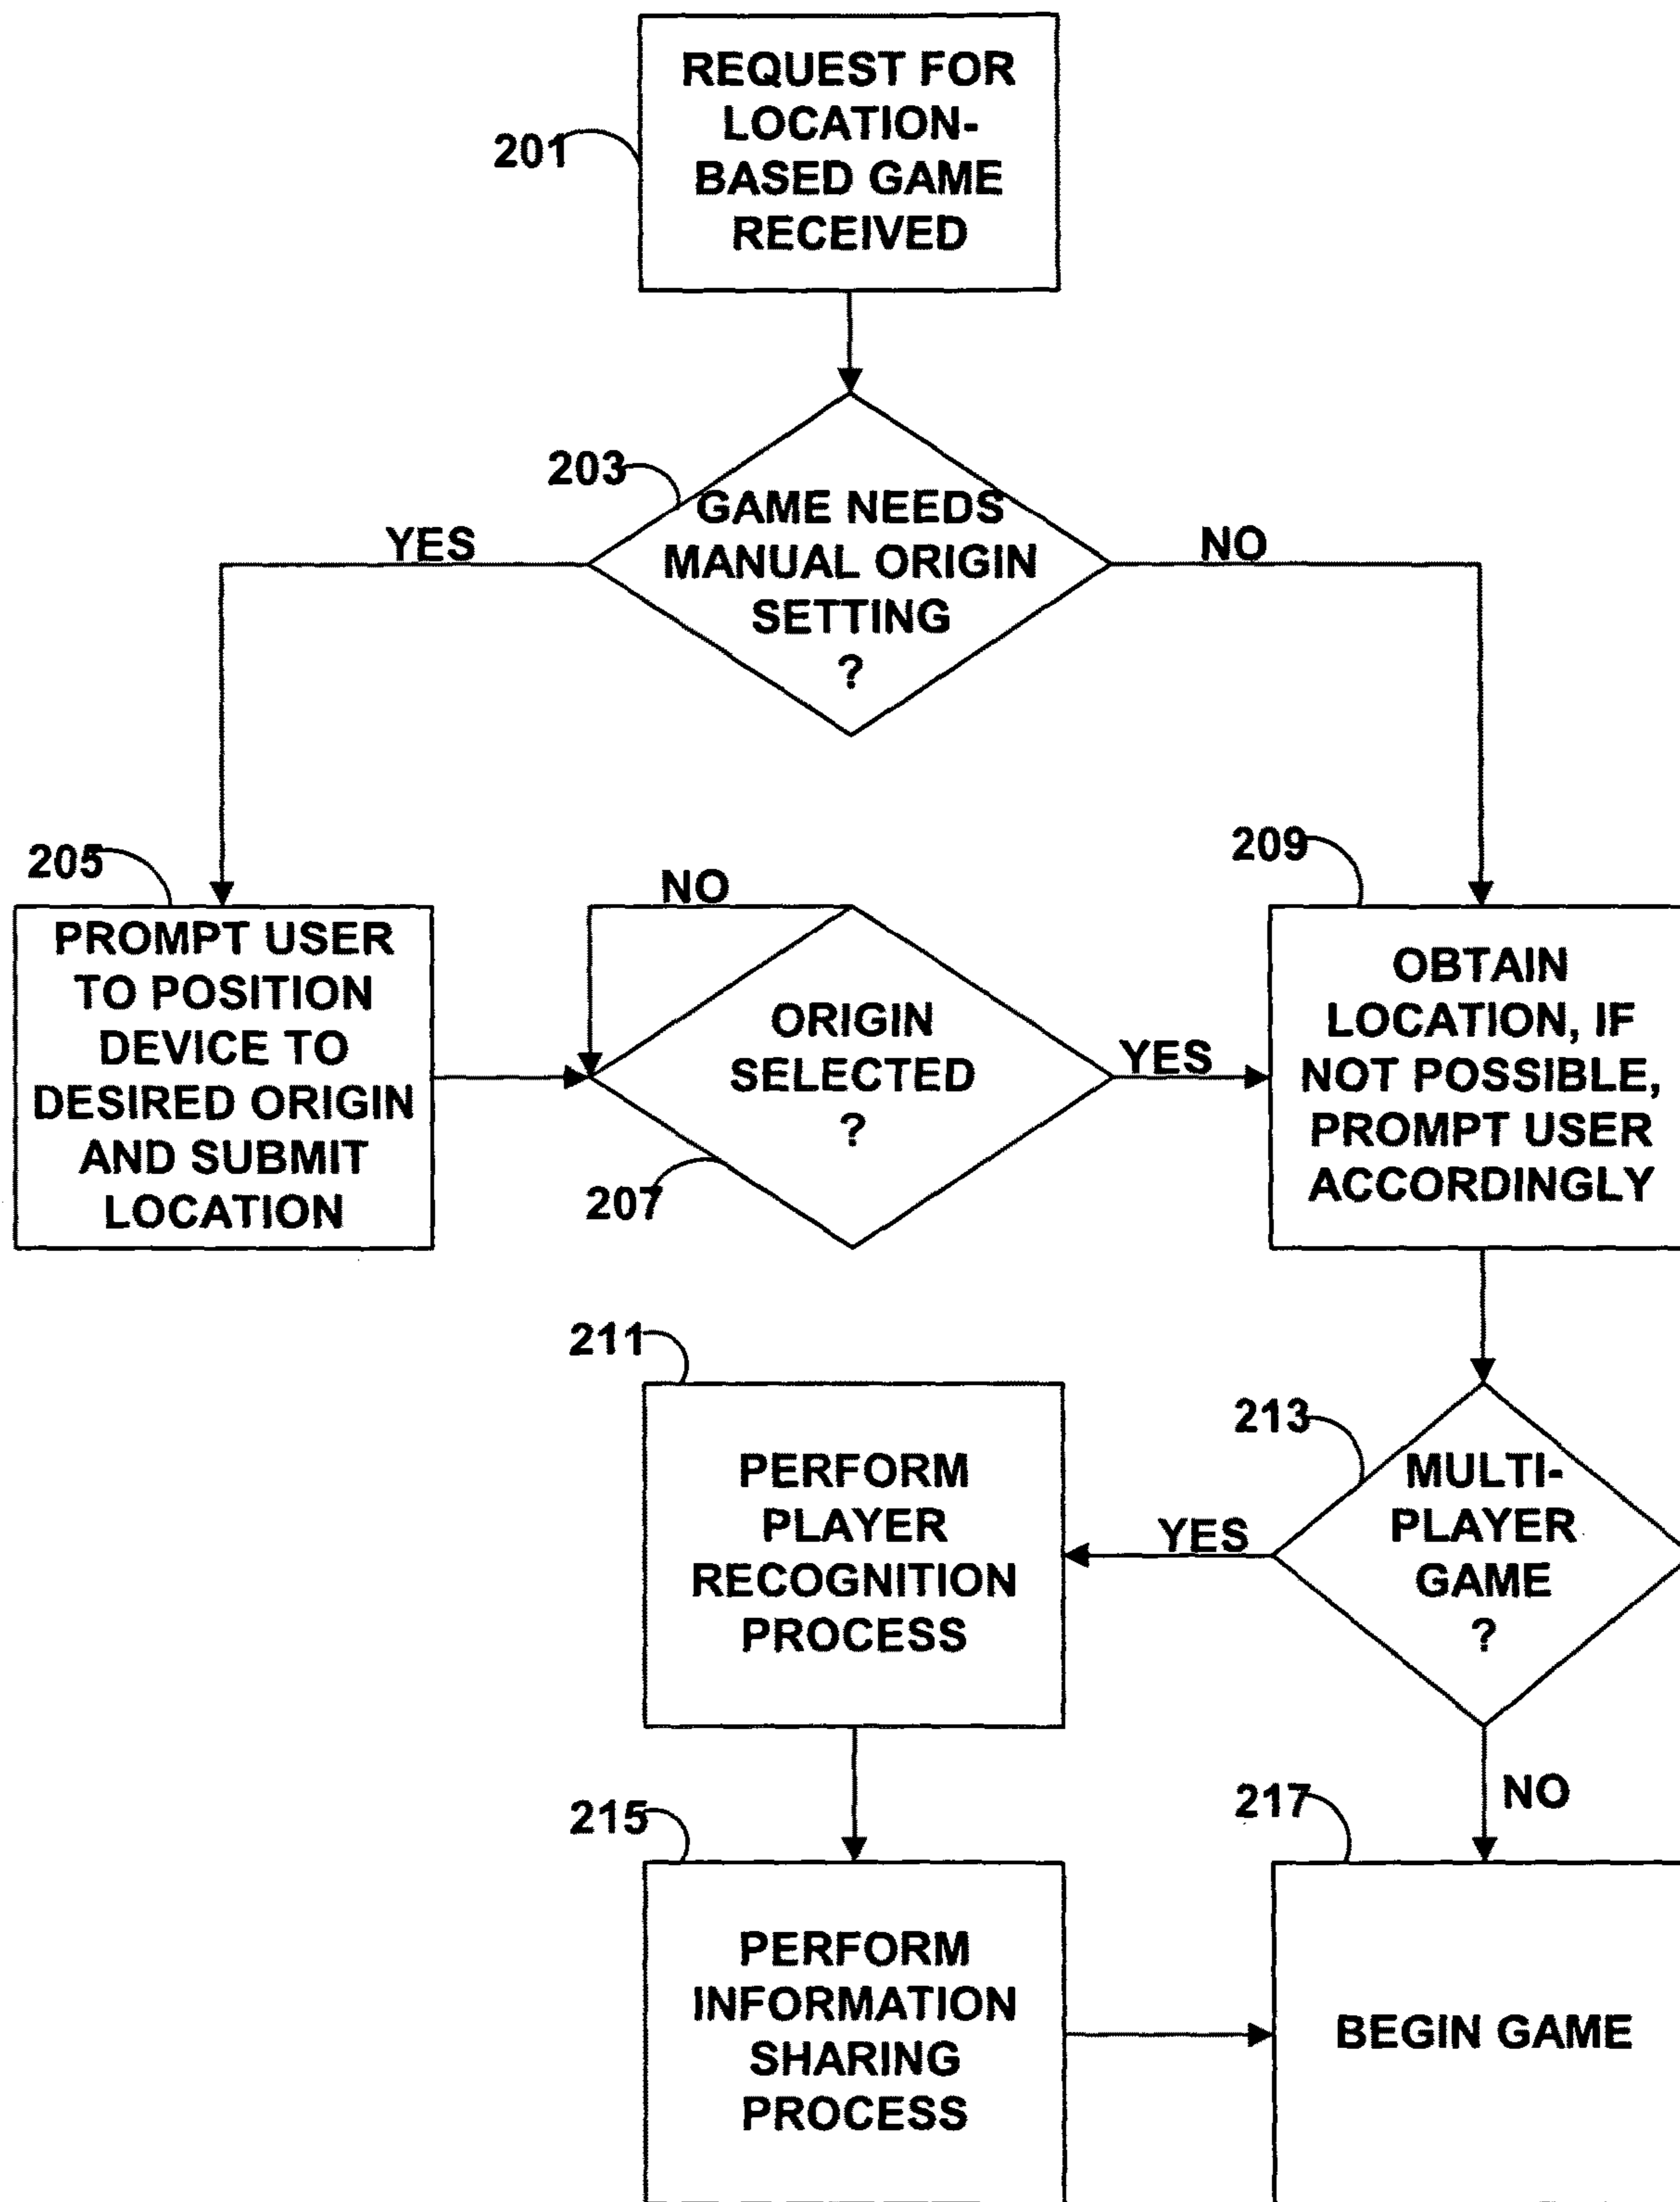 REQUEST FOR
LOCATION-
BASED GAME
RECEIVED
201
203
GAME NEEDS
MANUAL ORIGIN
SETTING
?
YES
NO
205
PROMPT USER
TO POSITION
DEVICE TO
DESIRED ORIGIN
AND SUBMIT
LOCATION
NO
ORIGIN
SELECTED
?
207
YES
209
OBTAIN
LOCATION, IF
NOT POSSIBLE,
PROMPT USER
ACCORDINGLY
211
PERFORM
PLAYER
RECOGNITION
PROCESS
213
MULTI-
PLAYER
GAME
?
YES
NO
215
PERFORM
INFORMATION
SHARING
PROCESS
217
BEGIN GAME